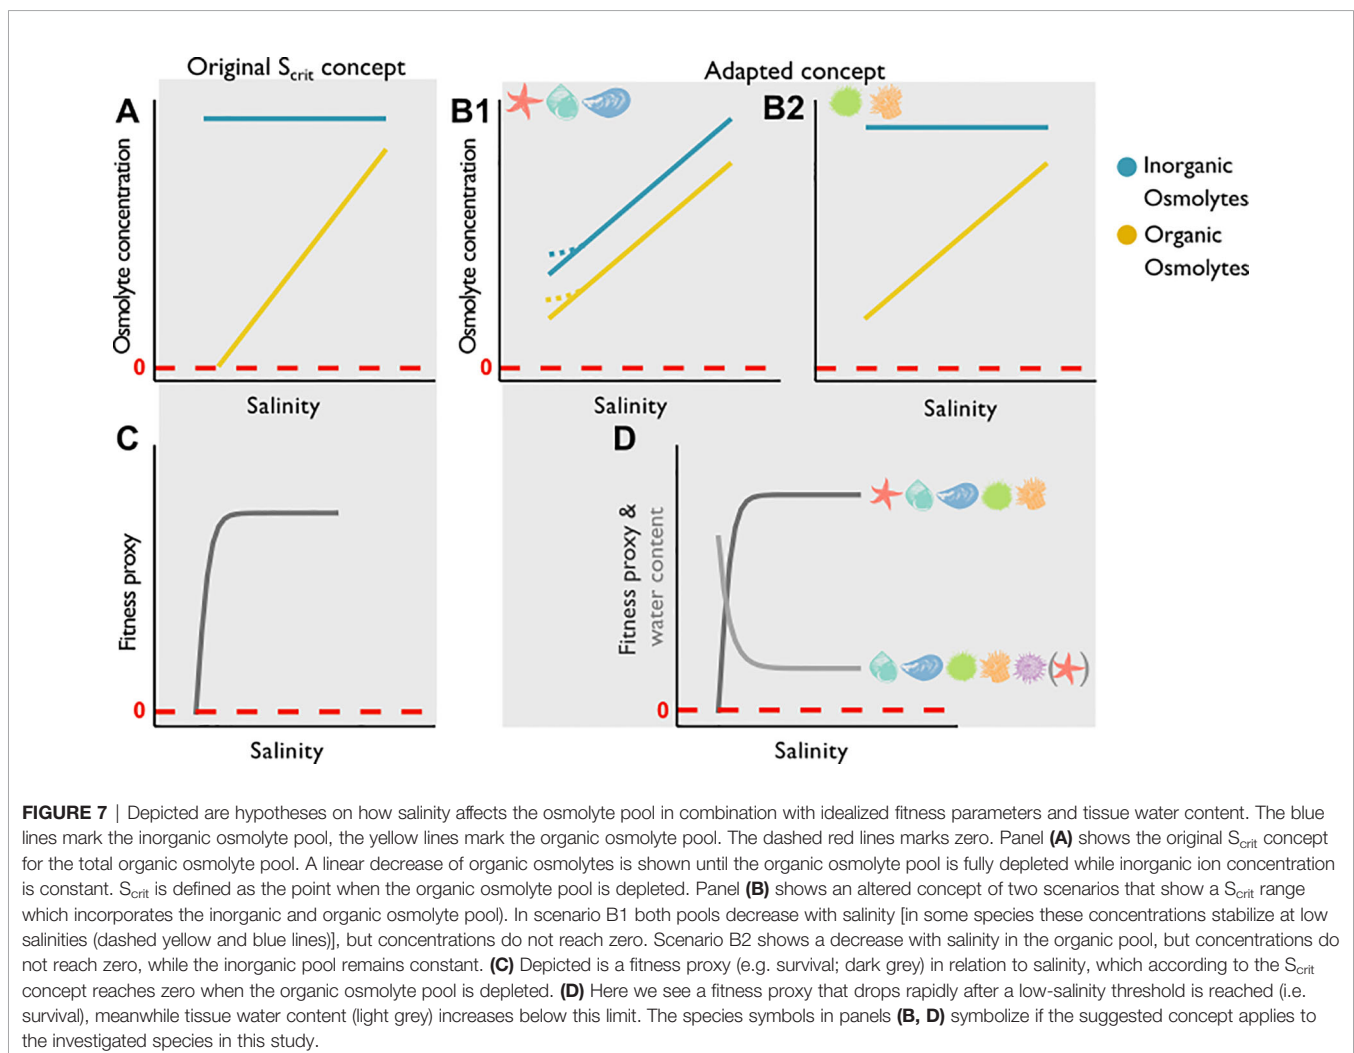 Original Scrit concept
Adapted concept
A
B1
B2
Osmolyte concentration
Osmolyte concentration
Inorganic
Osmolytes
Organic
Osmolytes
0
0
Salinity
Salinity
Salinity
C
D
Fitness proxy
Fitness proxy &
water content
( )
0
0
Salinity
Salinity
FIGURE 7 | Depicted are hypotheses on how salinity affects the osmolyte pool in combination with idealized fitness parameters and tissue water content. The blue
lines mark the inorganic osmolyte pool, the yellow lines mark the organic osmolyte pool. The dashed red lines marks zero. Panel (A) shows the original Scrit concept
for the total organic osmolyte pool. A linear decrease of organic osmolytes is shown until the organic osmolyte pool is fully depleted while inorganic ion concentration
is constant. Scrit is defined as the point when the organic osmolyte pool is depleted. Panel (B) shows an altered concept of two scenarios that show a Scrit range
which incorporates the inorganic and organic osmolyte pool). In scenario B1 both pools decrease with salinity [in some species these concentrations stabilize at low
salinities (dashed yellow and blue lines)], but concentrations do not reach zero. Scenario B2 shows a decrease with salinity in the organic pool, but concentrations do
not reach zero, while the inorganic pool remains constant. (C) Depicted is a fitness proxy (e.g. survival; dark grey) in relation to salinity, which according to the Scrit
concept reaches zero when the organic osmolyte pool is depleted. (D) Here we see a fitness proxy that drops rapidly after a low-salinity threshold is reached (i.e.
survival), meanwhile tissue water content (light grey) increases below this limit. The species symbols in panels (B, D) symbolize if the suggested concept applies to
the investigated species in this study.